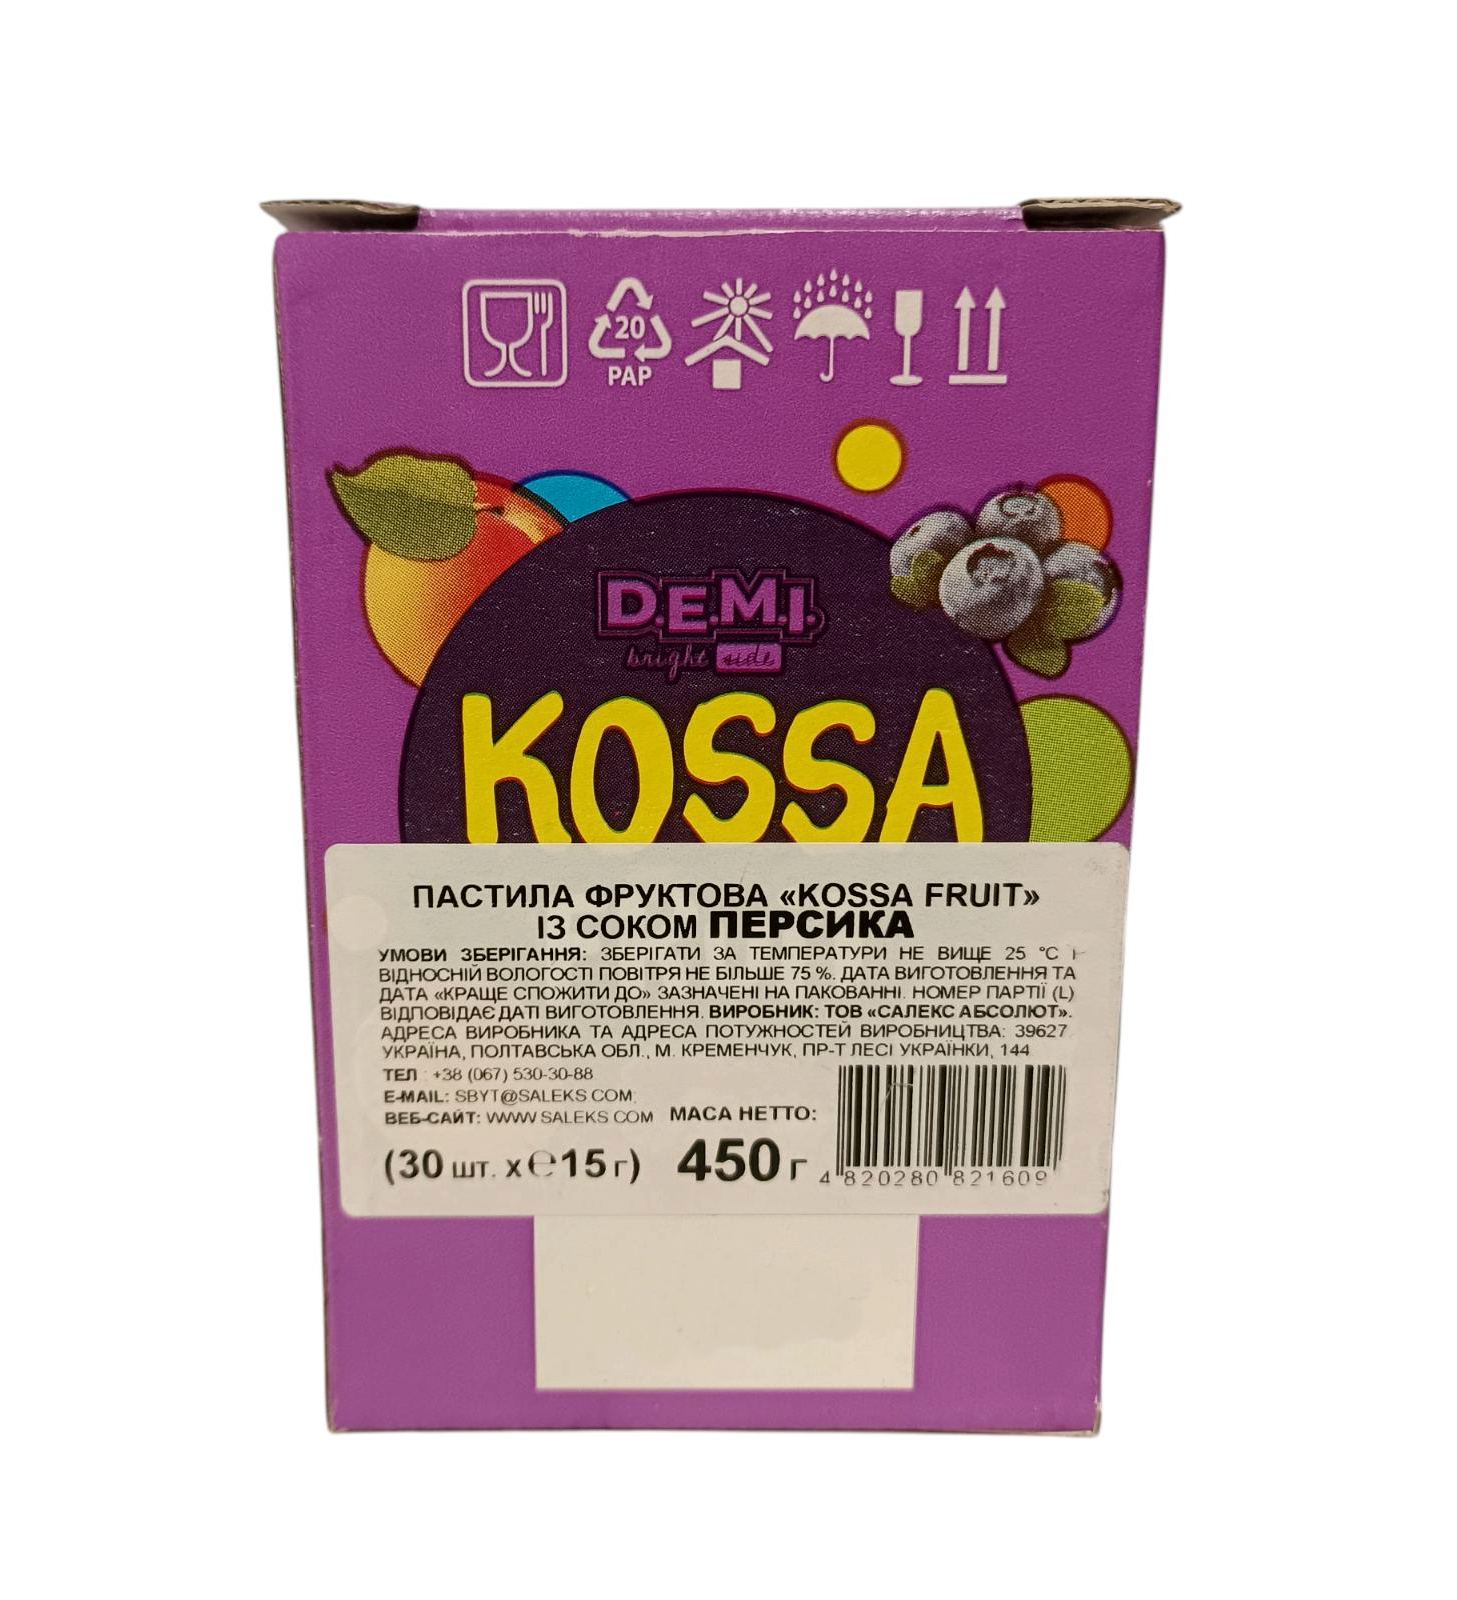 20
PAP
D.E.M.I.
bright side
KOSSA
ПАСТИЛА ФРУКТОВА «KOSSA FRUIT»
ІЗ СОКОМ ПЕРСИКА
УМОВИ ЗБЕРІГАННЯ: ЗБЕРІГАТИ ЗА ТЕМПЕРАТУРИ НЕ ВИЩЕ 25 °С І
ВІДНОСНІЙ ВОЛОГОСТІ ПОВІТРЯ НЕ БІЛЬШЕ 75 %. ДАТА ВИГОТОВЛЕННЯ ТА
ДАТА «КРАЩЕ СПОЖИТИ ДО» ЗАЗНАЧЕНІ НА ПАКОВАННІ. НОМЕР ПАРТІЇ (L)
ВІДПОВІДАЄ ДАТІ ВИГОТОВЛЕННЯ. ВИРОБНИК: ТОВ «САЛЕКС АБСОЛЮТ».
АДРЕСА ВИРОБНИКА ТА АДРЕСА ПОТУЖНОСТЕЙ ВИРОБНИЦТВА: 39627
УКРАЇНА, ПОЛТАВСЬКА ОБЛ., М. КРЕМЕНЧУК, ПР-Т ЛЕСІ УКРАЇНКИ, 144
ТЕЛ.: +38 (067) 530-30-88
E-MAIL: SBYT@SALEKS.COM;
ВЕБ-САЙТ: WWW.SALEKS.COM МАСА НЕТТО:
(30 шт. х ℮15 г) 450 г
4 820280 821609